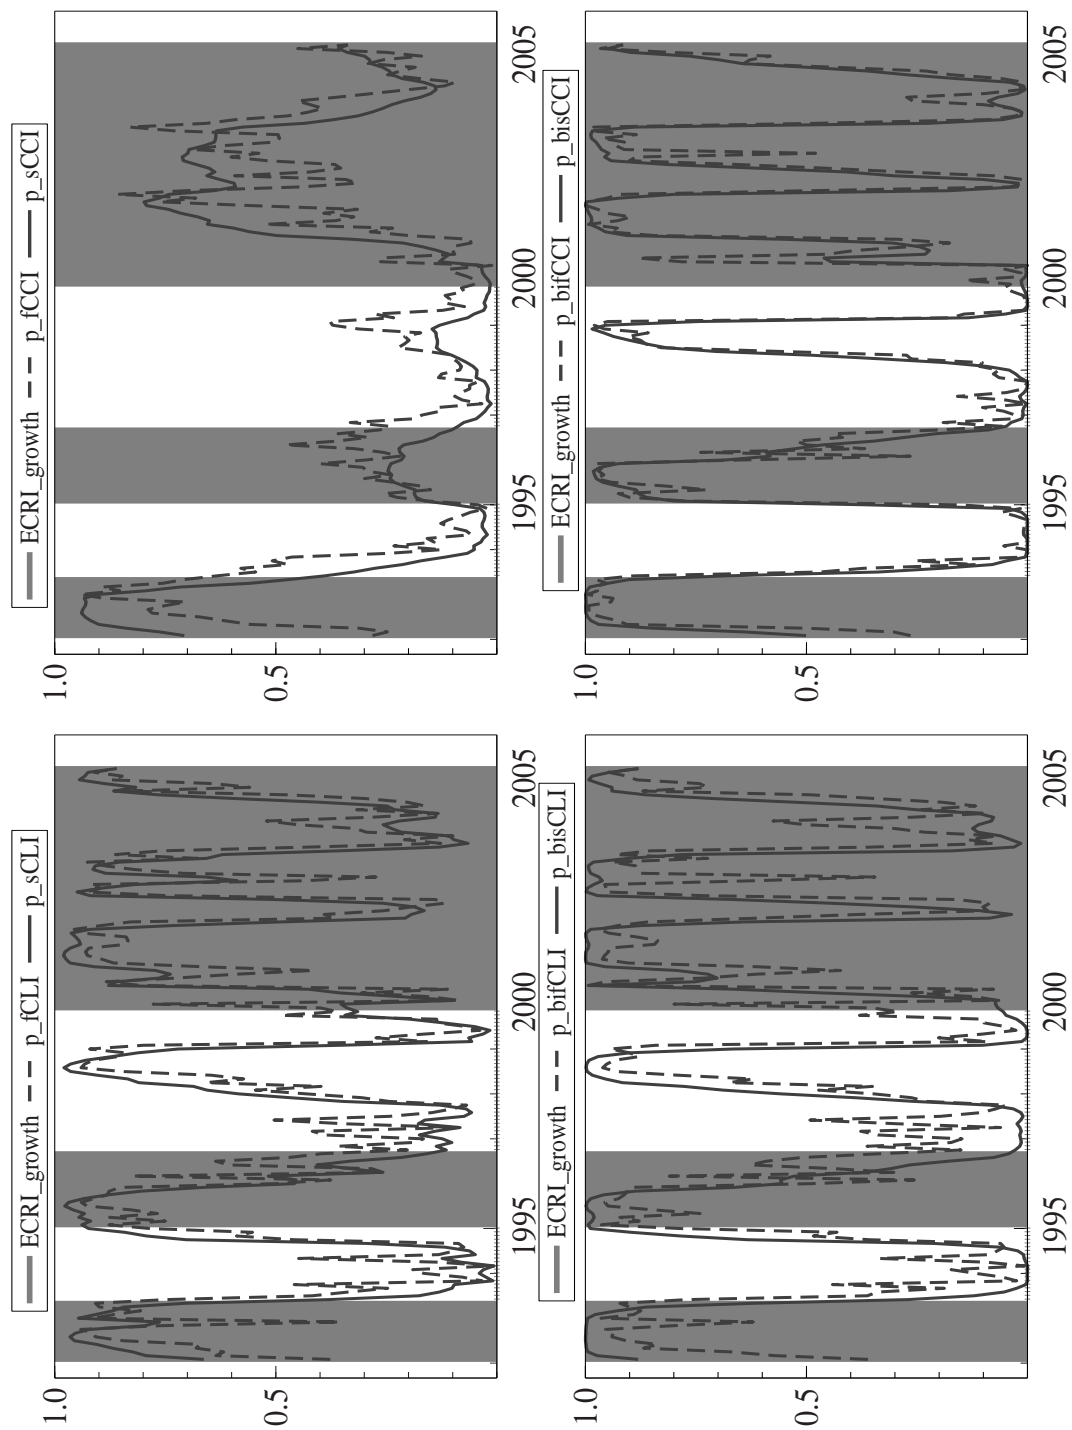 ECRI_growth p_fCLI p_sCLI
1.0
0.5
1995 2000 2005
ECRI_growth p_fCCI p_sCCI
1.0
0.5
1995 2000 2005
ECRI_growth p_bifCLI p_bisCLI
1.0
0.5
1995 2000 2005
ECRI_growth p_bifCCI p_bisCCI
1.0
0.5
1995 2000 2005